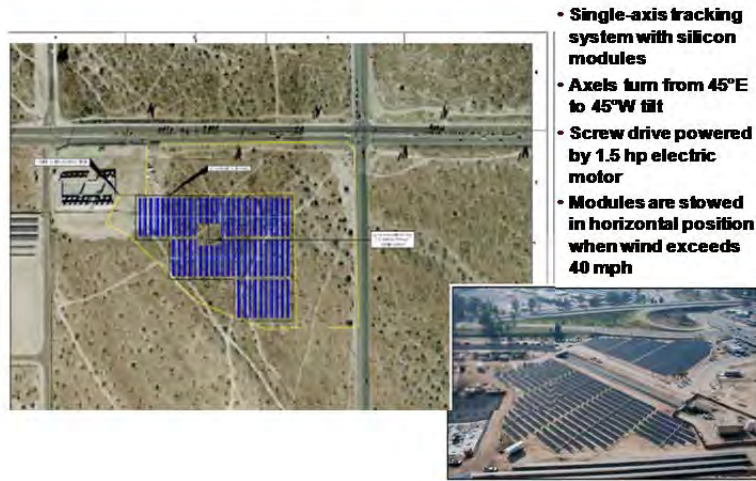 • Single-axis tracking
system with silicon
modules
• Axels turn from 45ºE
to 45ºW tilt
• Screw drive powered
by 1.5 hp electric
motor
• Modules are stowed
in horizontal position
when wind exceeds
40 mph